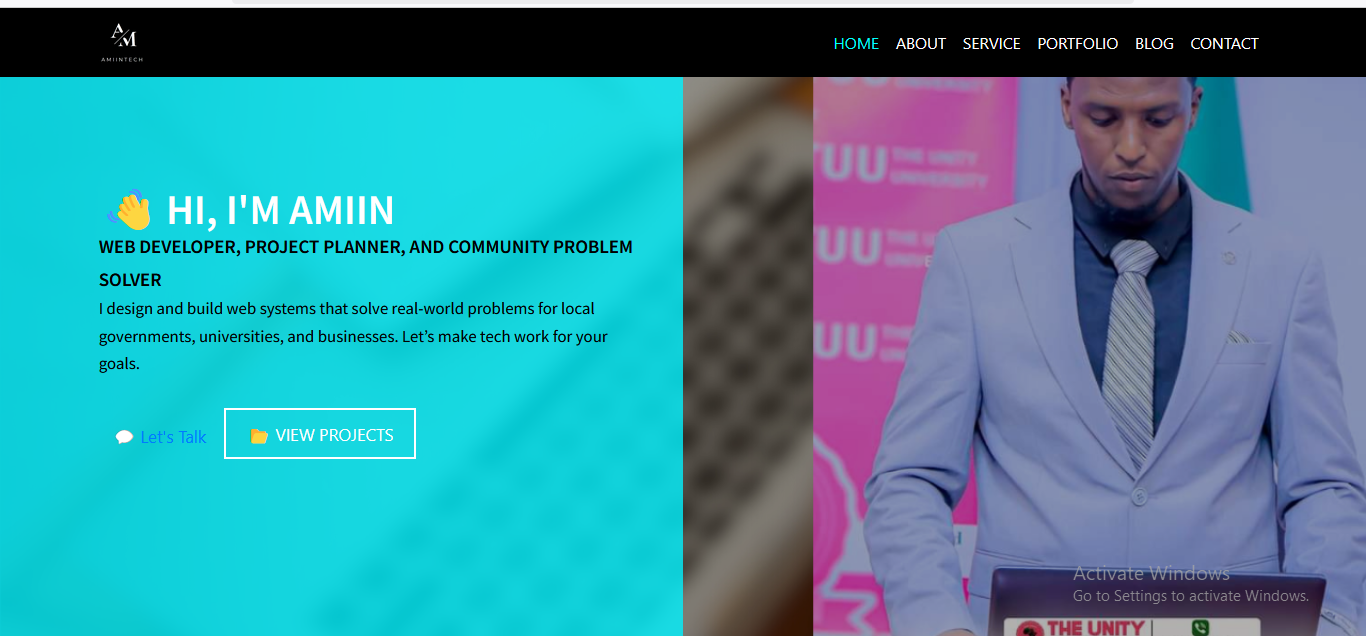 AM
AMIINTECH
HOME ABOUT SERVICE PORTFOLIO BLOG CONTACT
HI, I'M AMIIN
WEB DEVELOPER, PROJECT PLANNER, AND COMMUNITY PROBLEM
SOLVER
I design and build web systems that solve real-world problems for local
governments, universities, and businesses. Let’s make tech work for your
goals.
Let's Talk
VIEW PROJECTS
UNIVERSITY
TUU THE UNITY
UNIVERSITY
TUU
UNIVE
TUU
Activate Windows
Go to Settings to activate Windows.
THE UNITY